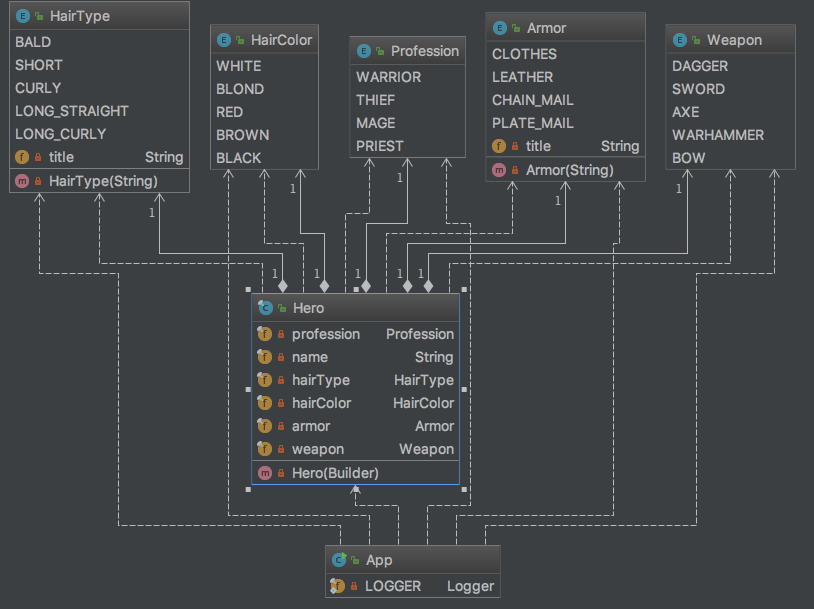 HairType
BALD
SHORT
CURLY
LONG_STRAIGHT
LONG_CURLY
f title String
m HairType(String)
E HairColor
WHITE
BLOND
RED
BROWN
BLACK
E Profession
WARRIOR
THIEF
MAGE
PRIEST
E Armor
CLOTHES
LEATHER
CHAIN_MAIL
PLATE_MAIL
f title String
m Armor(String)
E Weapon
DAGGER
SWORD
AXE
WARHAMMER
BOW
1
1
1
1
1
1
1
1
1
1
C Hero
f profession Profession
f name String
f hairType HairType
f hairColor HairColor
f armor Armor
f weapon Weapon
m Hero(Builder)
C App
f LOGGER Logger